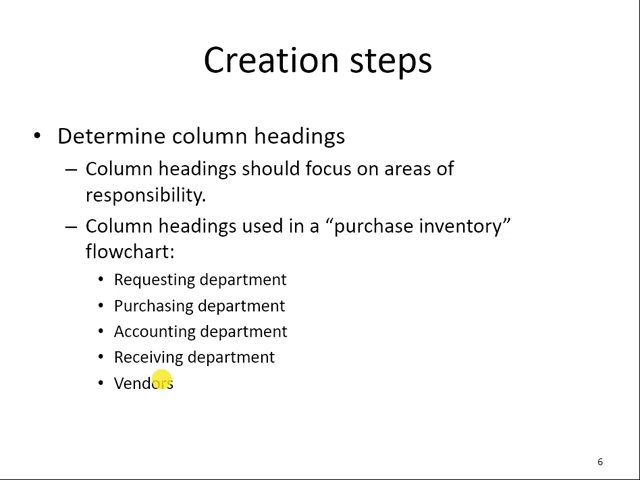 Creation steps
• Determine column headings
– Column headings should focus on areas of
responsibility.
– Column headings used in a “purchase inventory”
flowchart:
• Requesting department
• Purchasing department
• Accounting department
• Receiving department
• Vendors
6